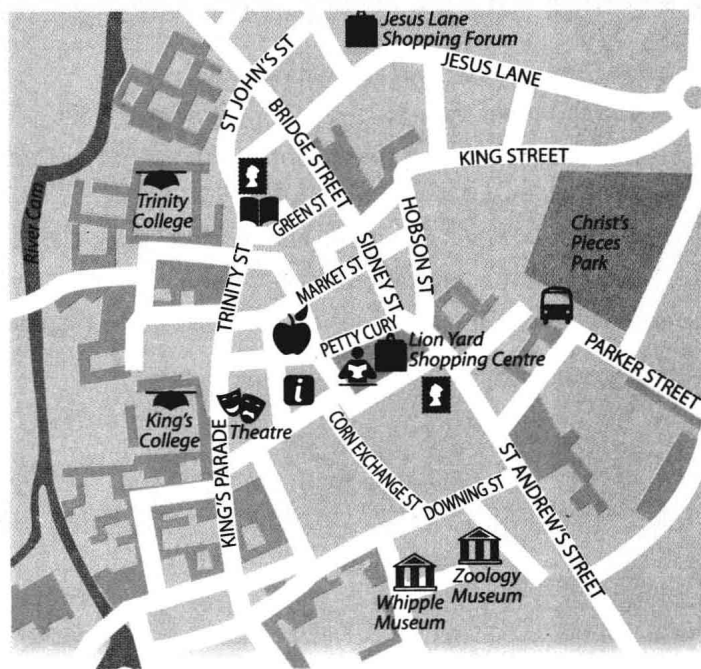 Jesus Lane
Shopping Forum
JESUS LANE
ST JOHN'S ST
BRIDGE STREET
KING STREET
Trinity
College
River Cam
GREEN ST
HOBSON ST
Christ's
Pieces
Park
TRINITY ST
MARKET ST
SIDNEY ST
PETTY CURY
Lion Yard
Shopping Centre
PARKER STREET
i
King's
College
Theatre
KING'S PARADE
CORN EXCHANGE ST
DOWNING ST
ST ANDREW'S STREET
Whipple
Museum
Zoology
Museum